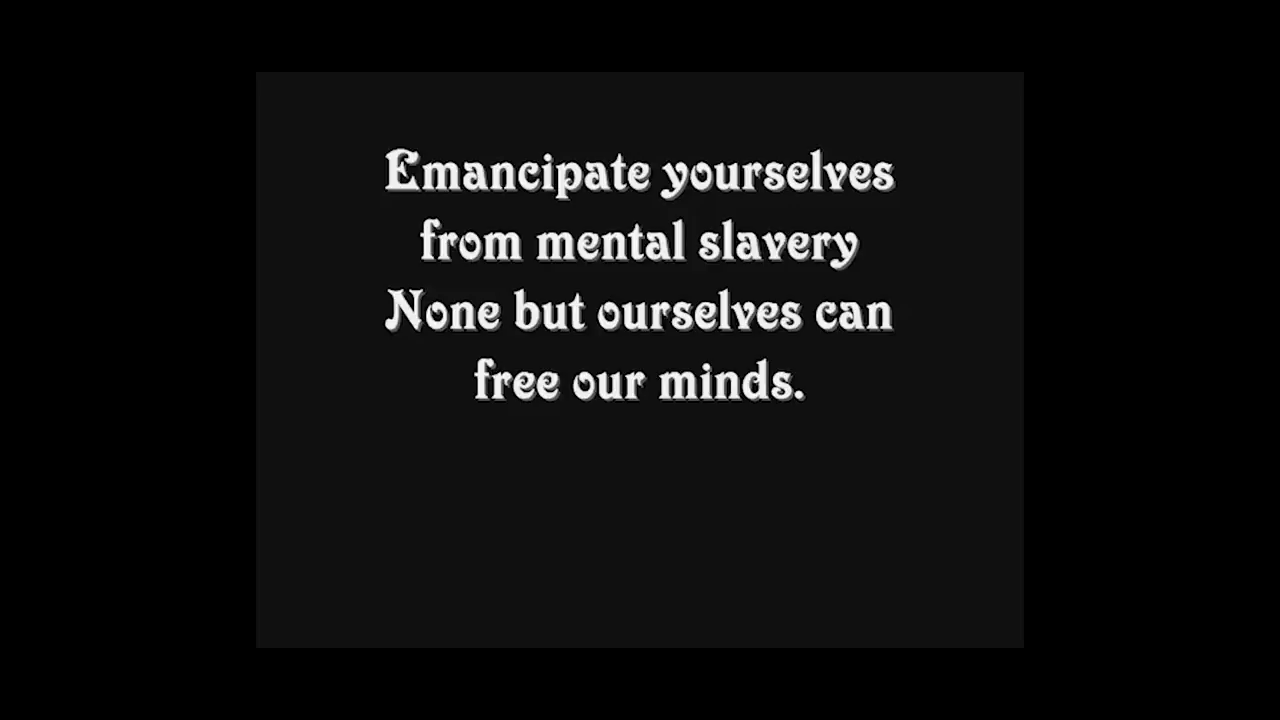 Emancipate yourselves
from mental slavery
None but ourselves can
free our minds.